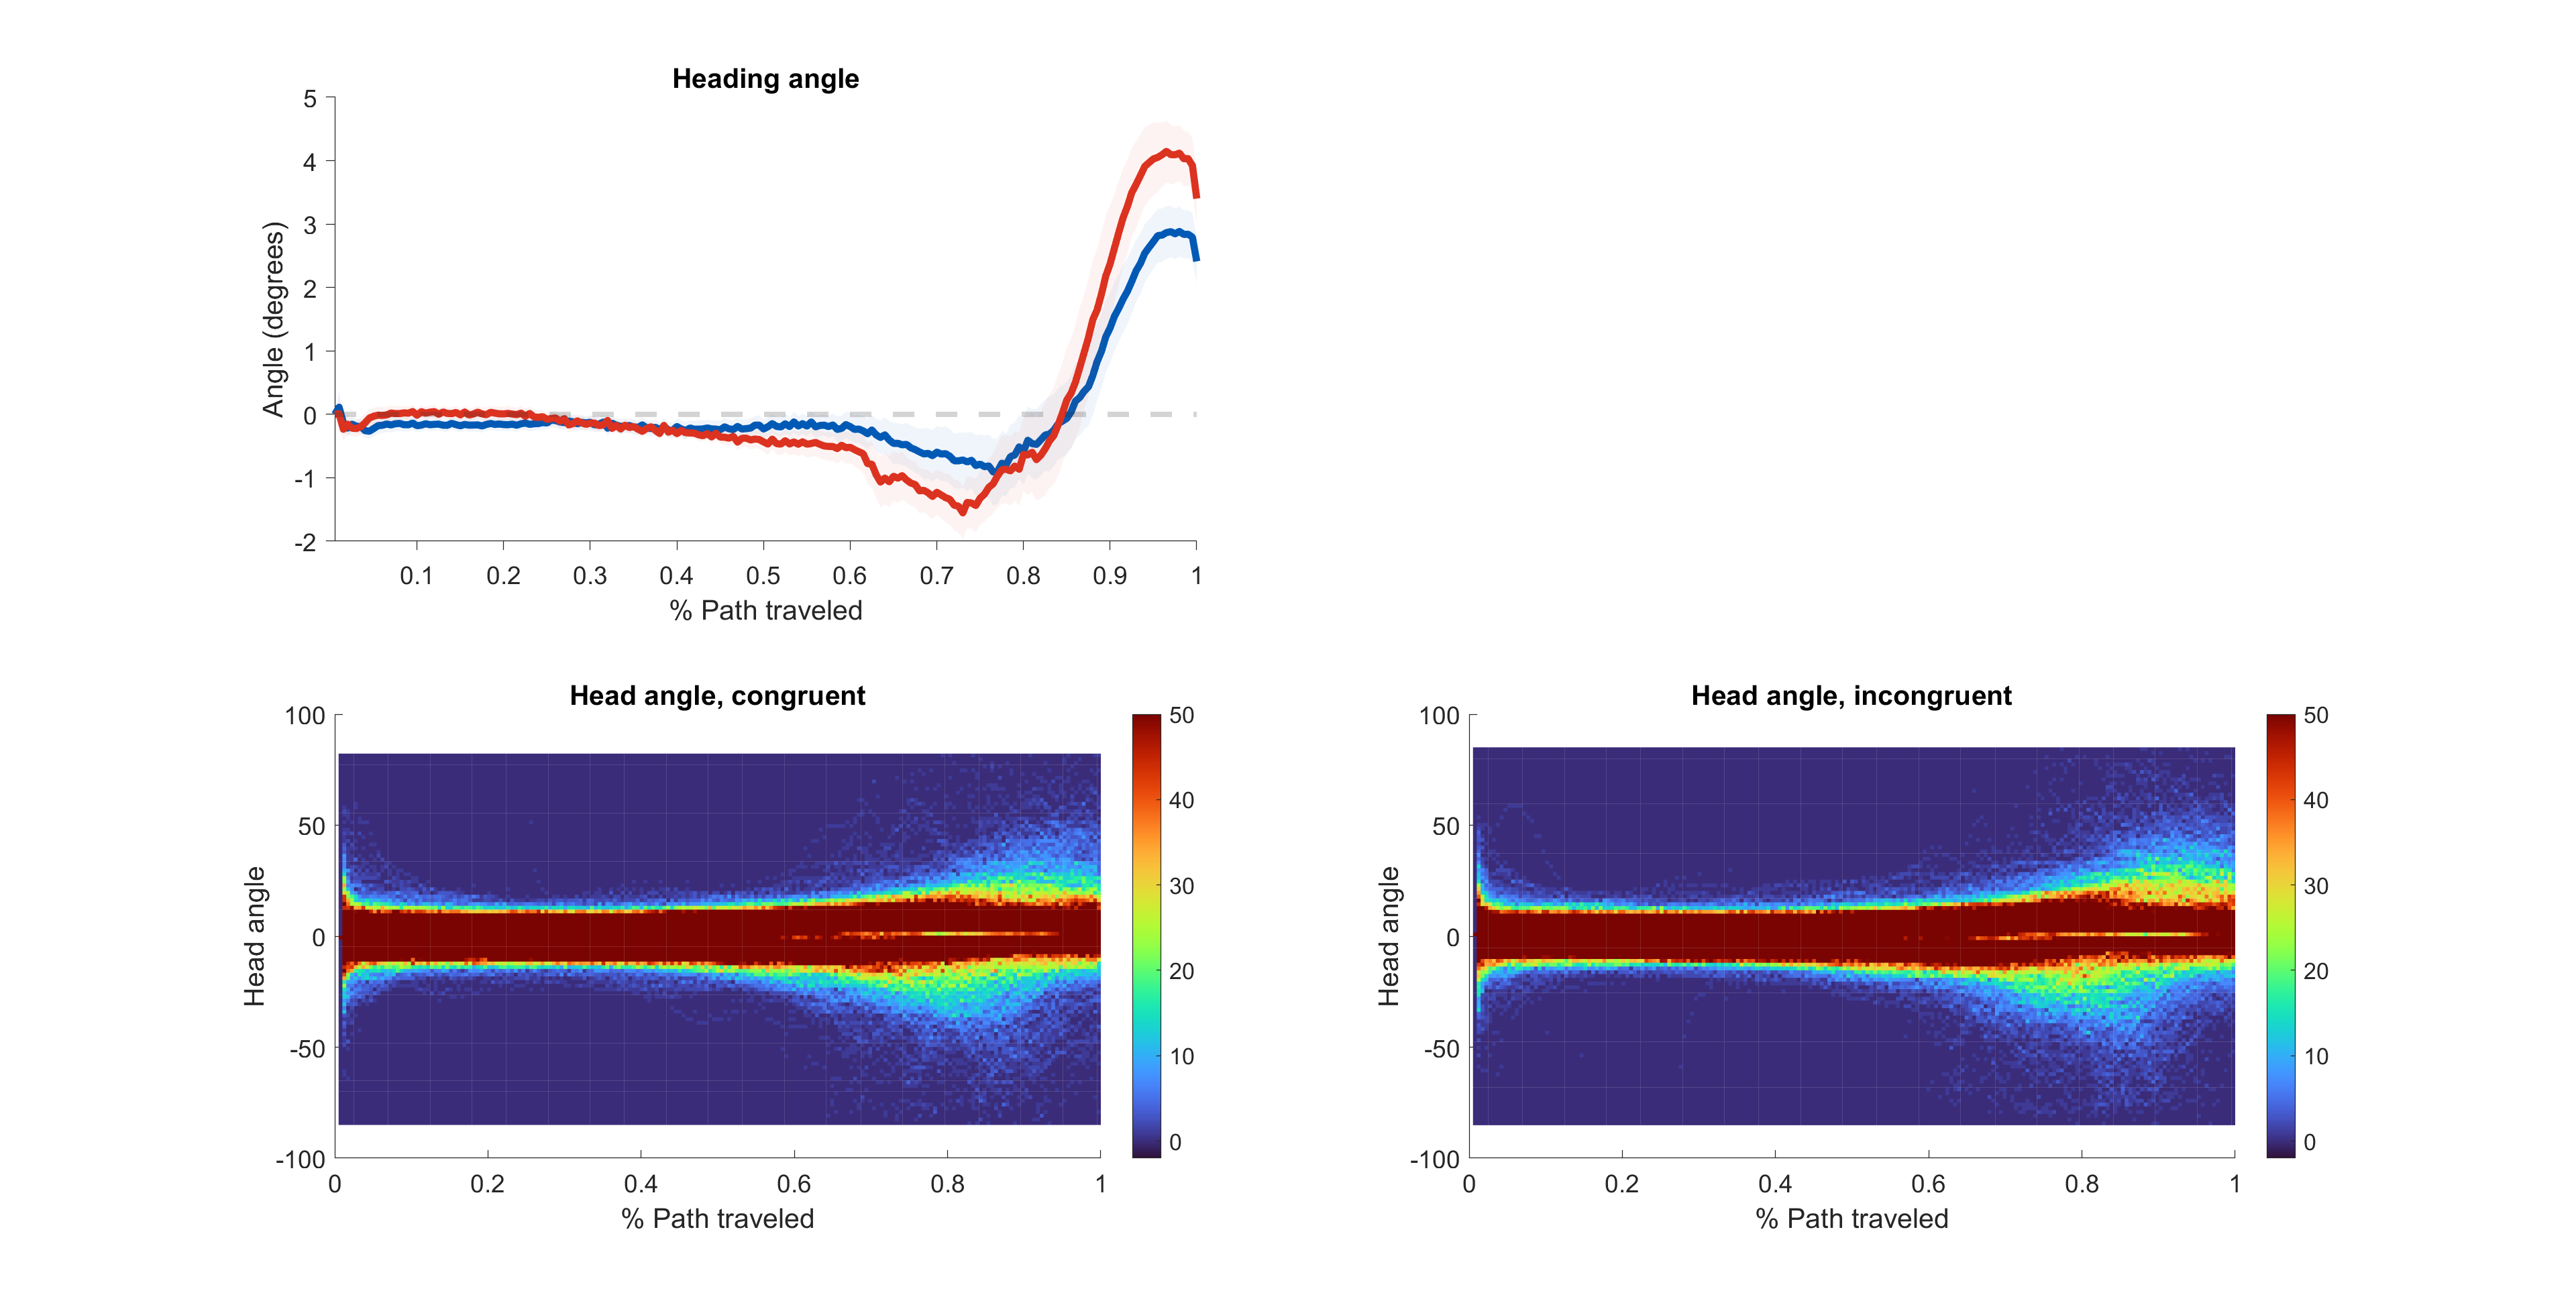 Heading angle
5
4
3
2
1
0
-1
-2
Angle (degrees)
0.1 0.2 0.3 0.4 0.5 0.6 0.7 0.8 0.9 1
% Path traveled
Head angle, congruent
100
50
0
-50
-100
Head angle
0 0.2 0.4 0.6 0.8 1
% Path traveled
50
40
30
20
10
0
Head angle, incongruent
100
50
0
-50
-100
Head angle
0 0.2 0.4 0.6 0.8 1
% Path traveled
50
40
30
20
10
0